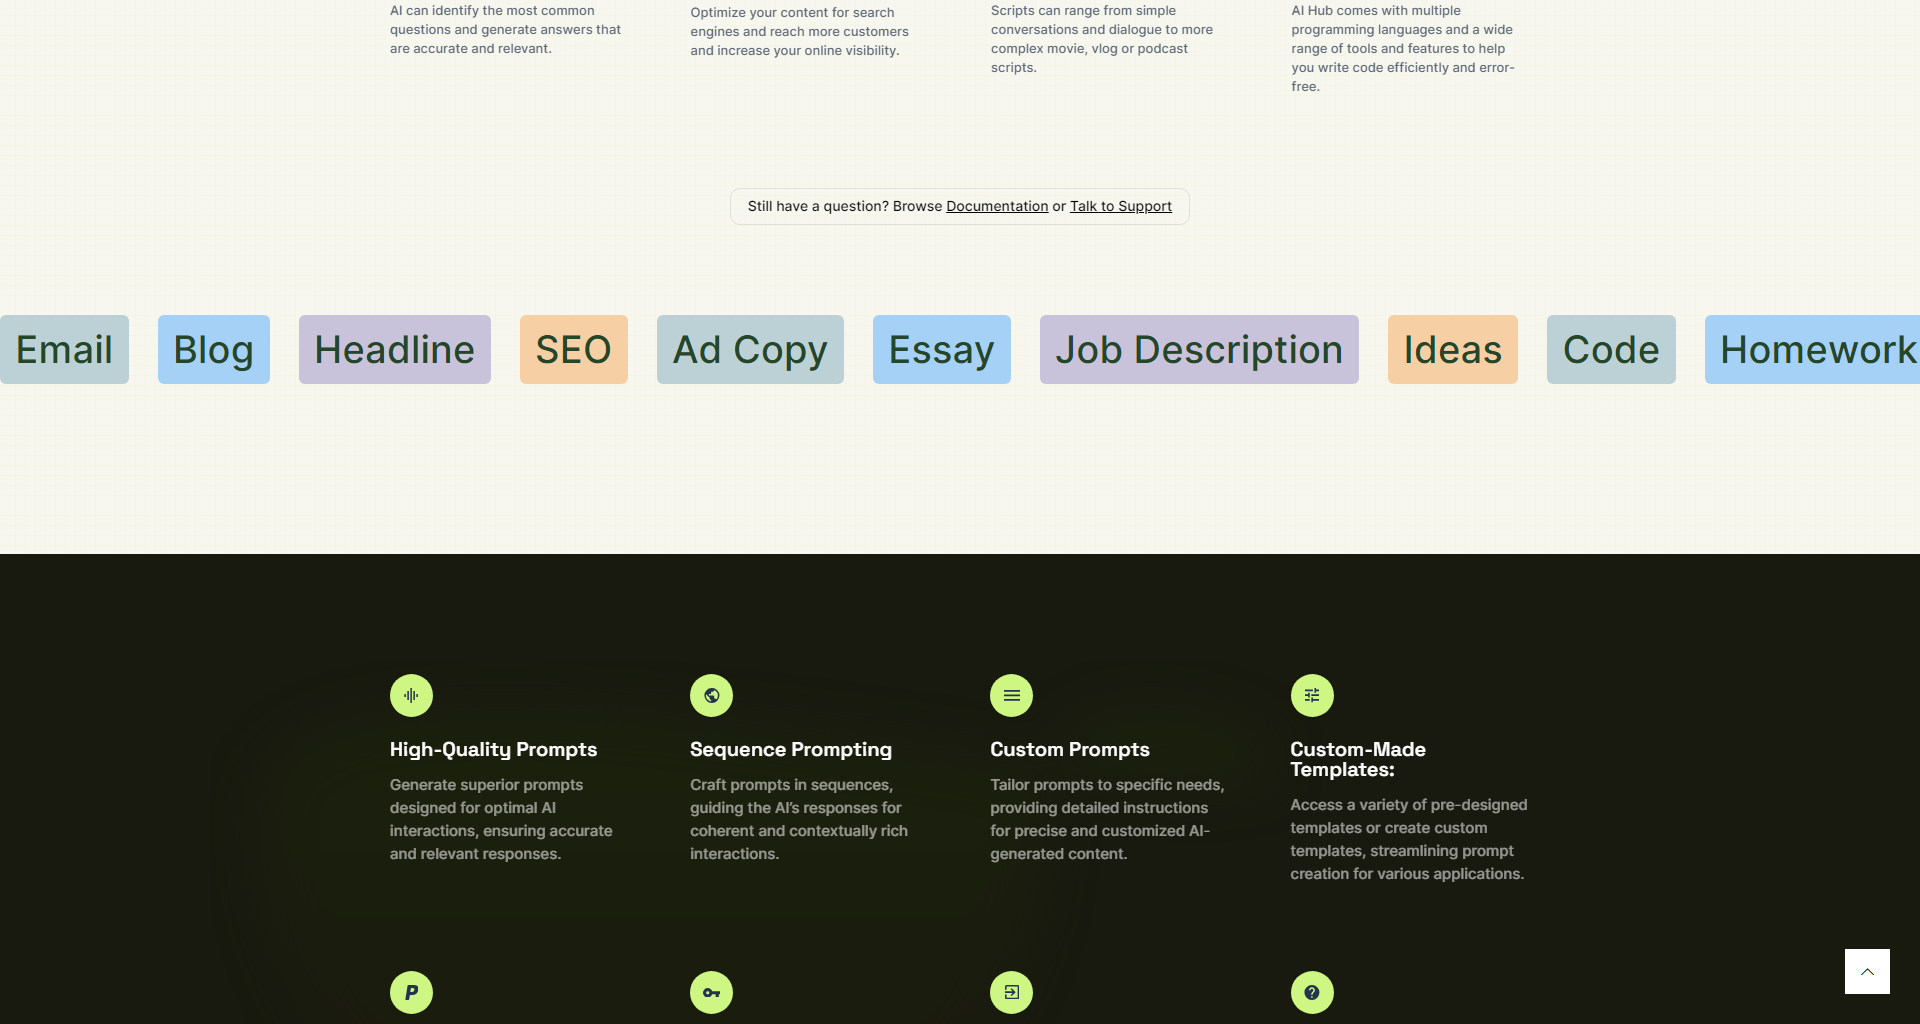 AI can identify the most common
questions and generate answers that
are accurate and relevant.
Optimize your content for search
engines and reach more customers
and increase your online visibility.
Scripts can range from simple
conversations and dialogue to more
complex movie, vlog or podcast
scripts.
AI Hub comes with multiple
programming languages and a wide
range of tools and features to help
you write code efficiently and error-
free.
Still have a question? Browse Documentation or Talk to Support
Email Blog Headline SEO Ad Copy Essay Job Description Ideas Code Homework
High-Quality Prompts
Generate superior prompts
designed for optimal AI
interactions, ensuring accurate
and relevant responses.
Sequence Prompting
Craft prompts in sequences,
guiding the AI’s responses for
coherent and contextually rich
interactions.
Custom Prompts
Tailor prompts to specific needs,
providing detailed instructions
for precise and customized AI-
generated content.
Custom-Made
Templates:
Access a variety of pre-designed
templates or create custom
templates, streamlining prompt
creation for various applications.